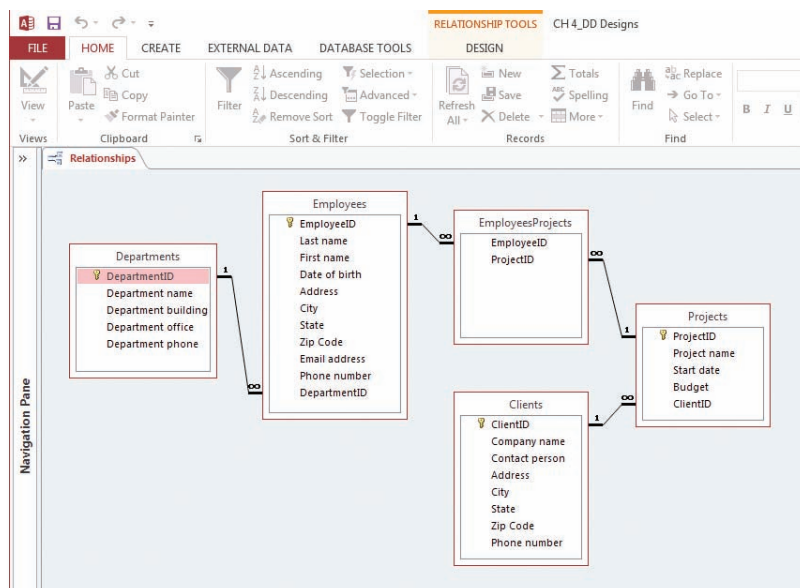 RELATIONSHIP TOOLS CH 4_DD Designs
FILE HOME CREATE EXTERNAL DATA DATABASE TOOLS DESIGN
View
Views
Paste
Cut
Copy
Format Painter
Clipboard
Filter
Ascending
Descending
Remove Sort
Selection
Advanced
Toggle Filter
Sort & Filter
Refresh
All
New
Save
Delete
Totals
Spelling
More
Records
Find
Replace
Go To
Select
Find
B I U
Relationships
Navigation Pane
Departments
DepartmentID
Department name
Department building
Department office
Department phone
1
∞
Employees
EmployeeID
Last name
First name
Date of birth
Address
City
State
Zip Code
Email address
Phone number
DepartmentID
1
∞
EmployeesProjects
EmployeeID
ProjectID
∞
1
Clients
ClientID
Company name
Contact person
Address
City
State
Zip Code
Phone number
1
∞
Projects
ProjectID
Project name
Start date
Budget
ClientID